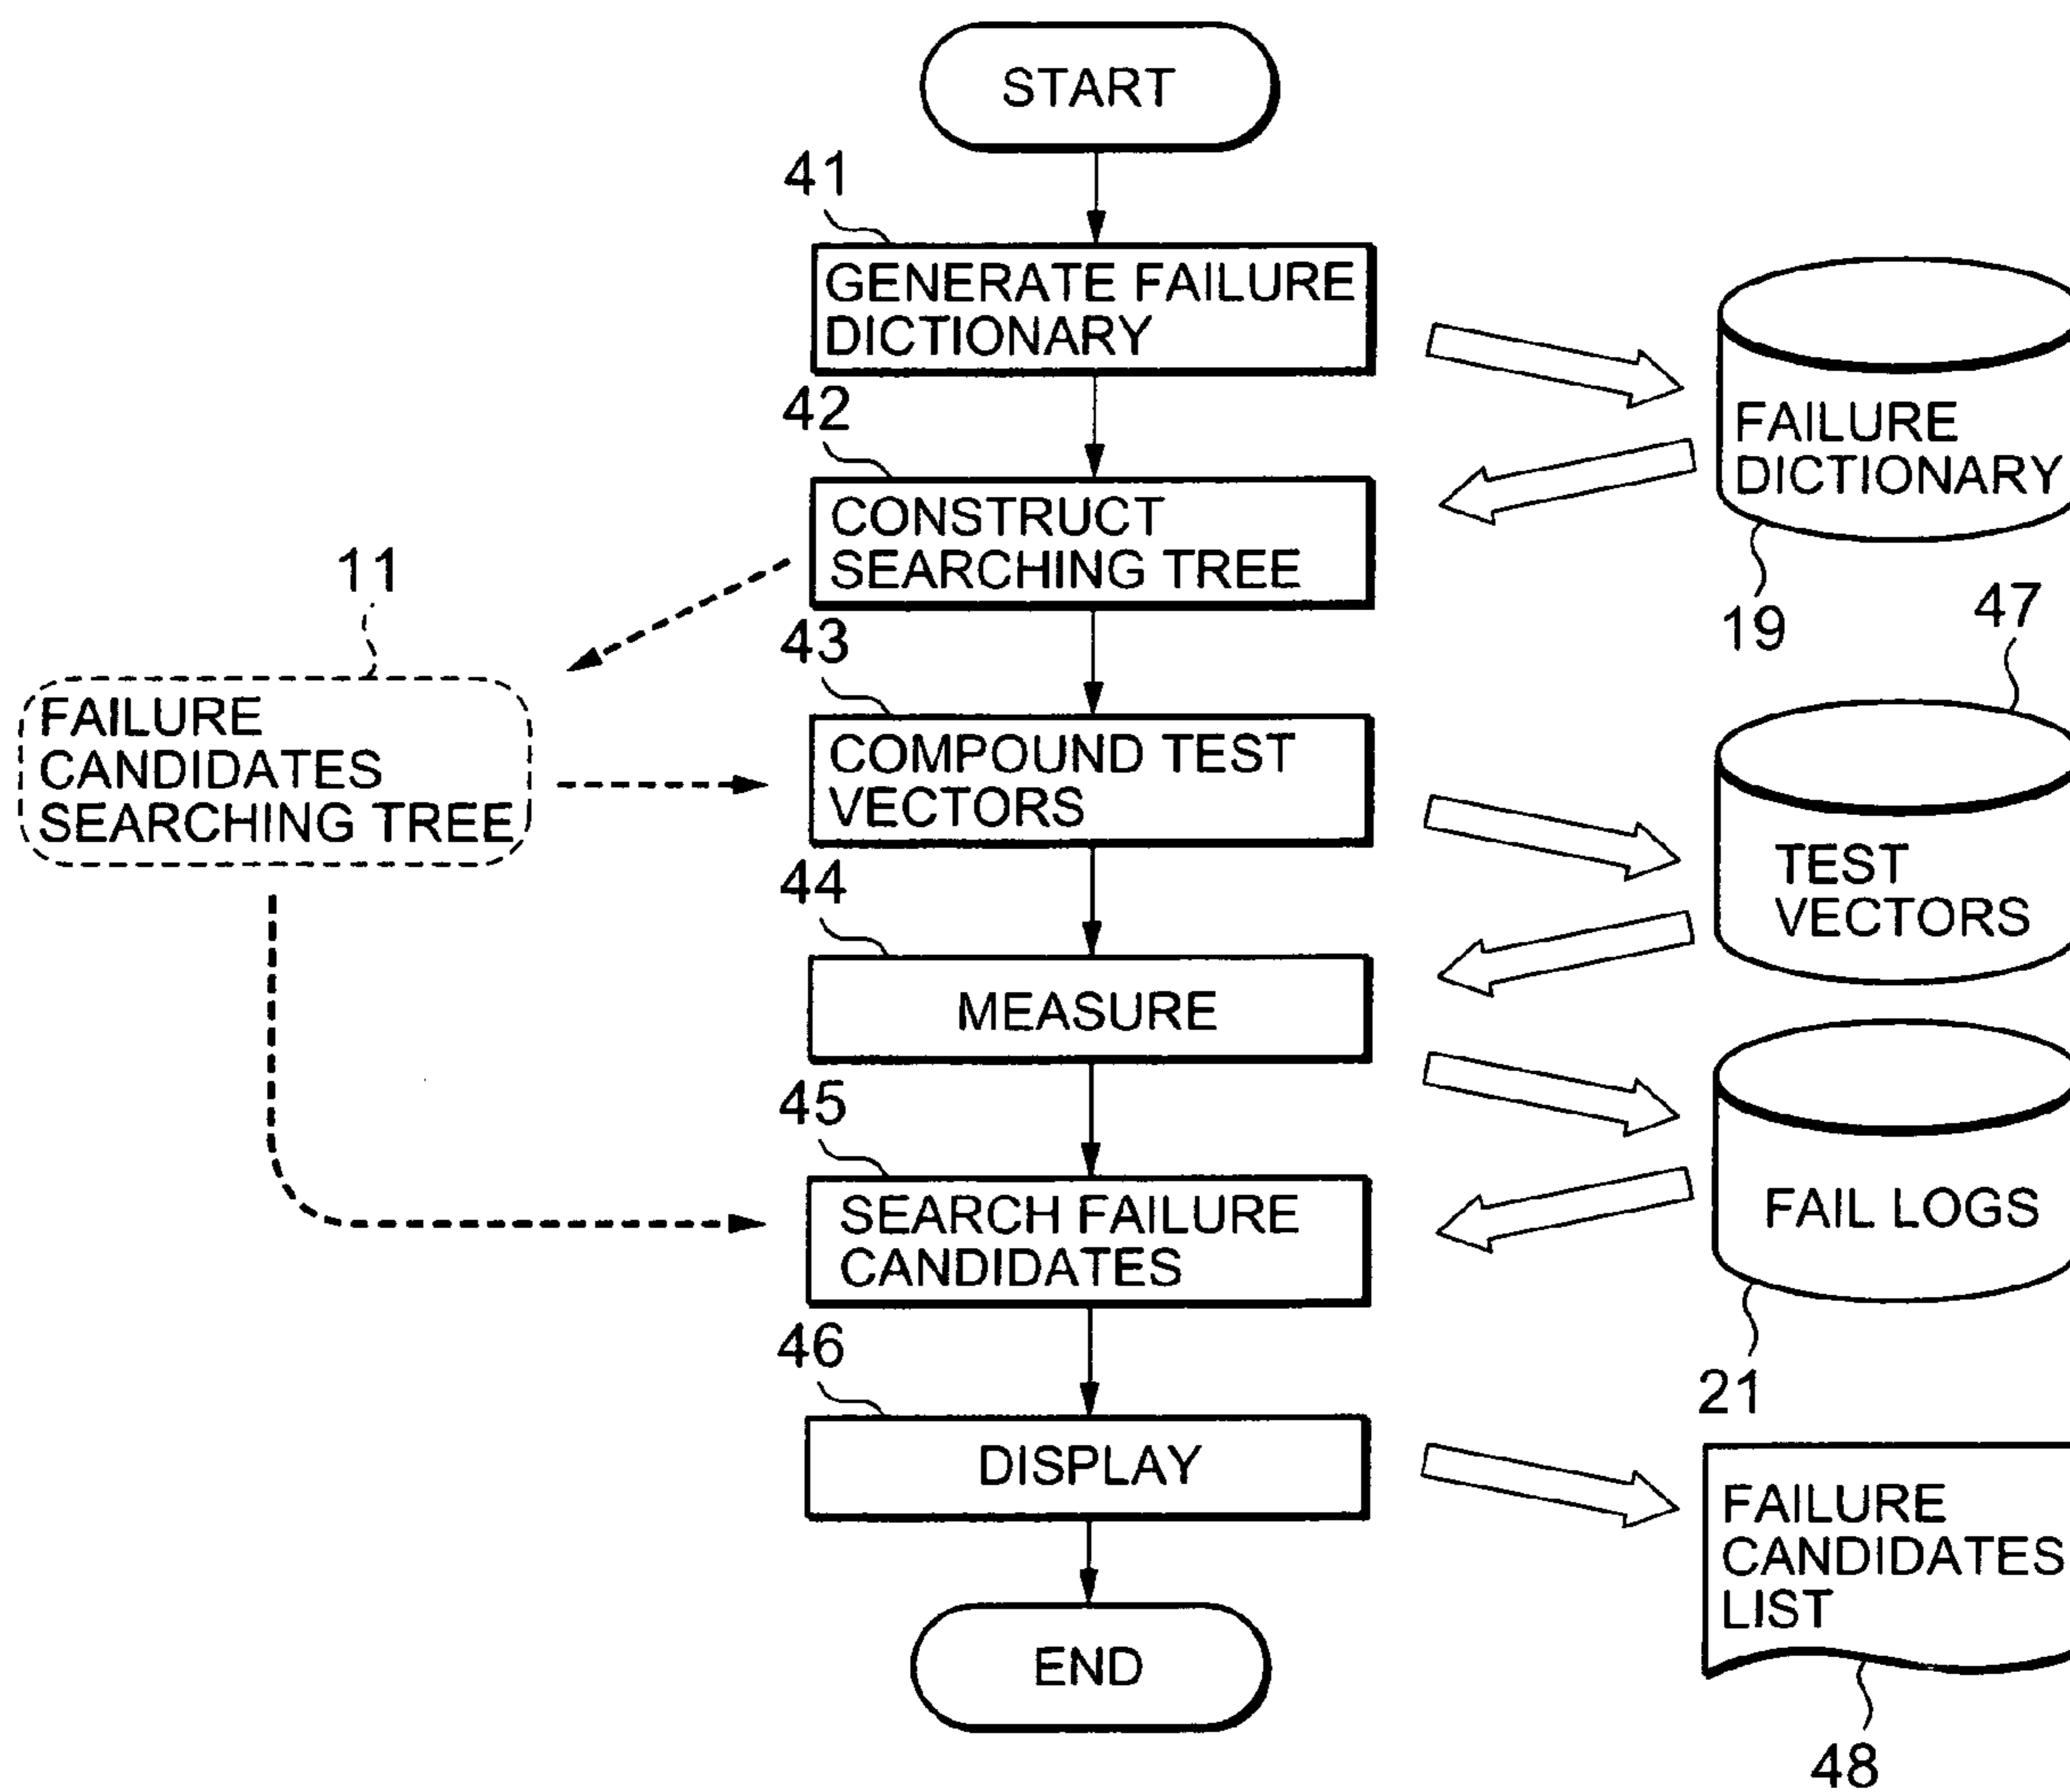 START
41
GENERATE FAILURE
DICTIONARY
42
CONSTRUCT
SEARCHING TREE
FAILURE
DICTIONARY
19
11
FAILURE
CANDIDATES
SEARCHING TREE
43
COMPOUND TEST
VECTORS
47
TEST
VECTORS
44
MEASURE
45
SEARCH FAILURE
CANDIDATES
FAIL LOGS
21
46
DISPLAY
FAILURE
CANDIDATES
LIST
48
END